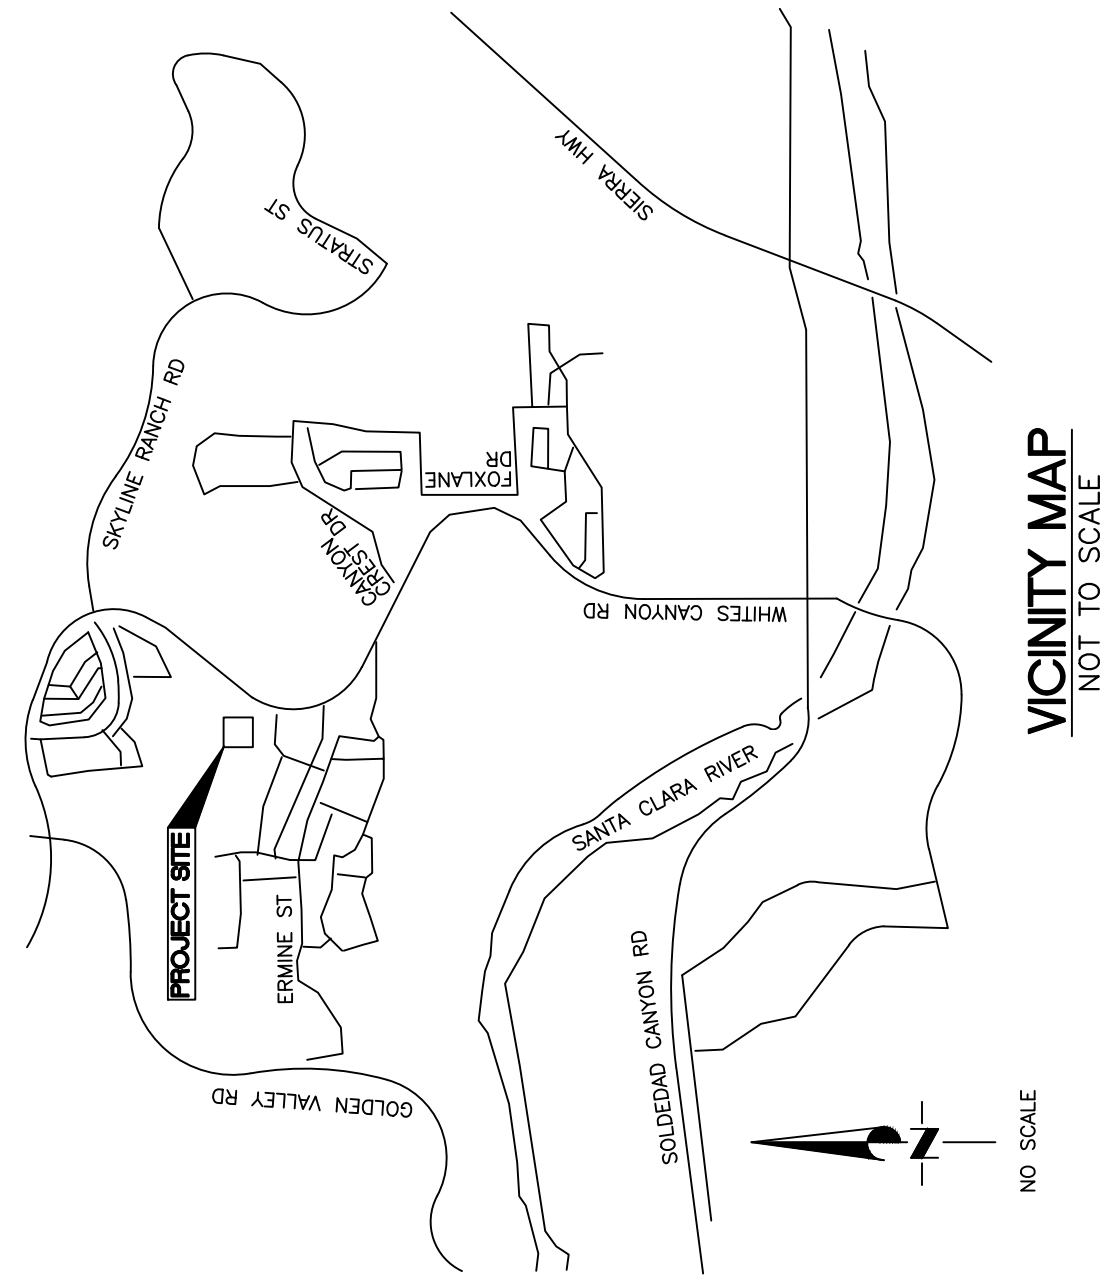 STRATUS ST
SIERRA HWY
SKYLINE RANCH RD
FOXLANE
DR
CANYON
CREST DR
WHITES CANYON RD
PROJECT SITE
ERMINE ST
SANTA CLARA RIVER
GOLDEN VALLEY RD
SOLDEDAD CANYON RD
N
NO SCALE
VICINITY MAP
NOT TO SCALE